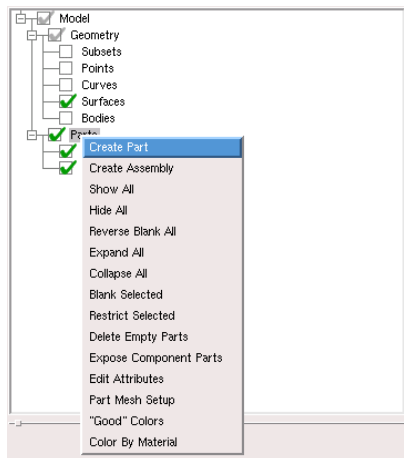 Model
Geometry
Subsets
Points
Curves
Surfaces
Bodies
Parts
Create Part
Create Assembly
Show All
Hide All
Reverse Blank All
Expand All
Collapse All
Blank Selected
Restrict Selected
Delete Empty Parts
Expose Component Parts
Edit Attributes
Part Mesh Setup
"Good" Colors
Color By Material